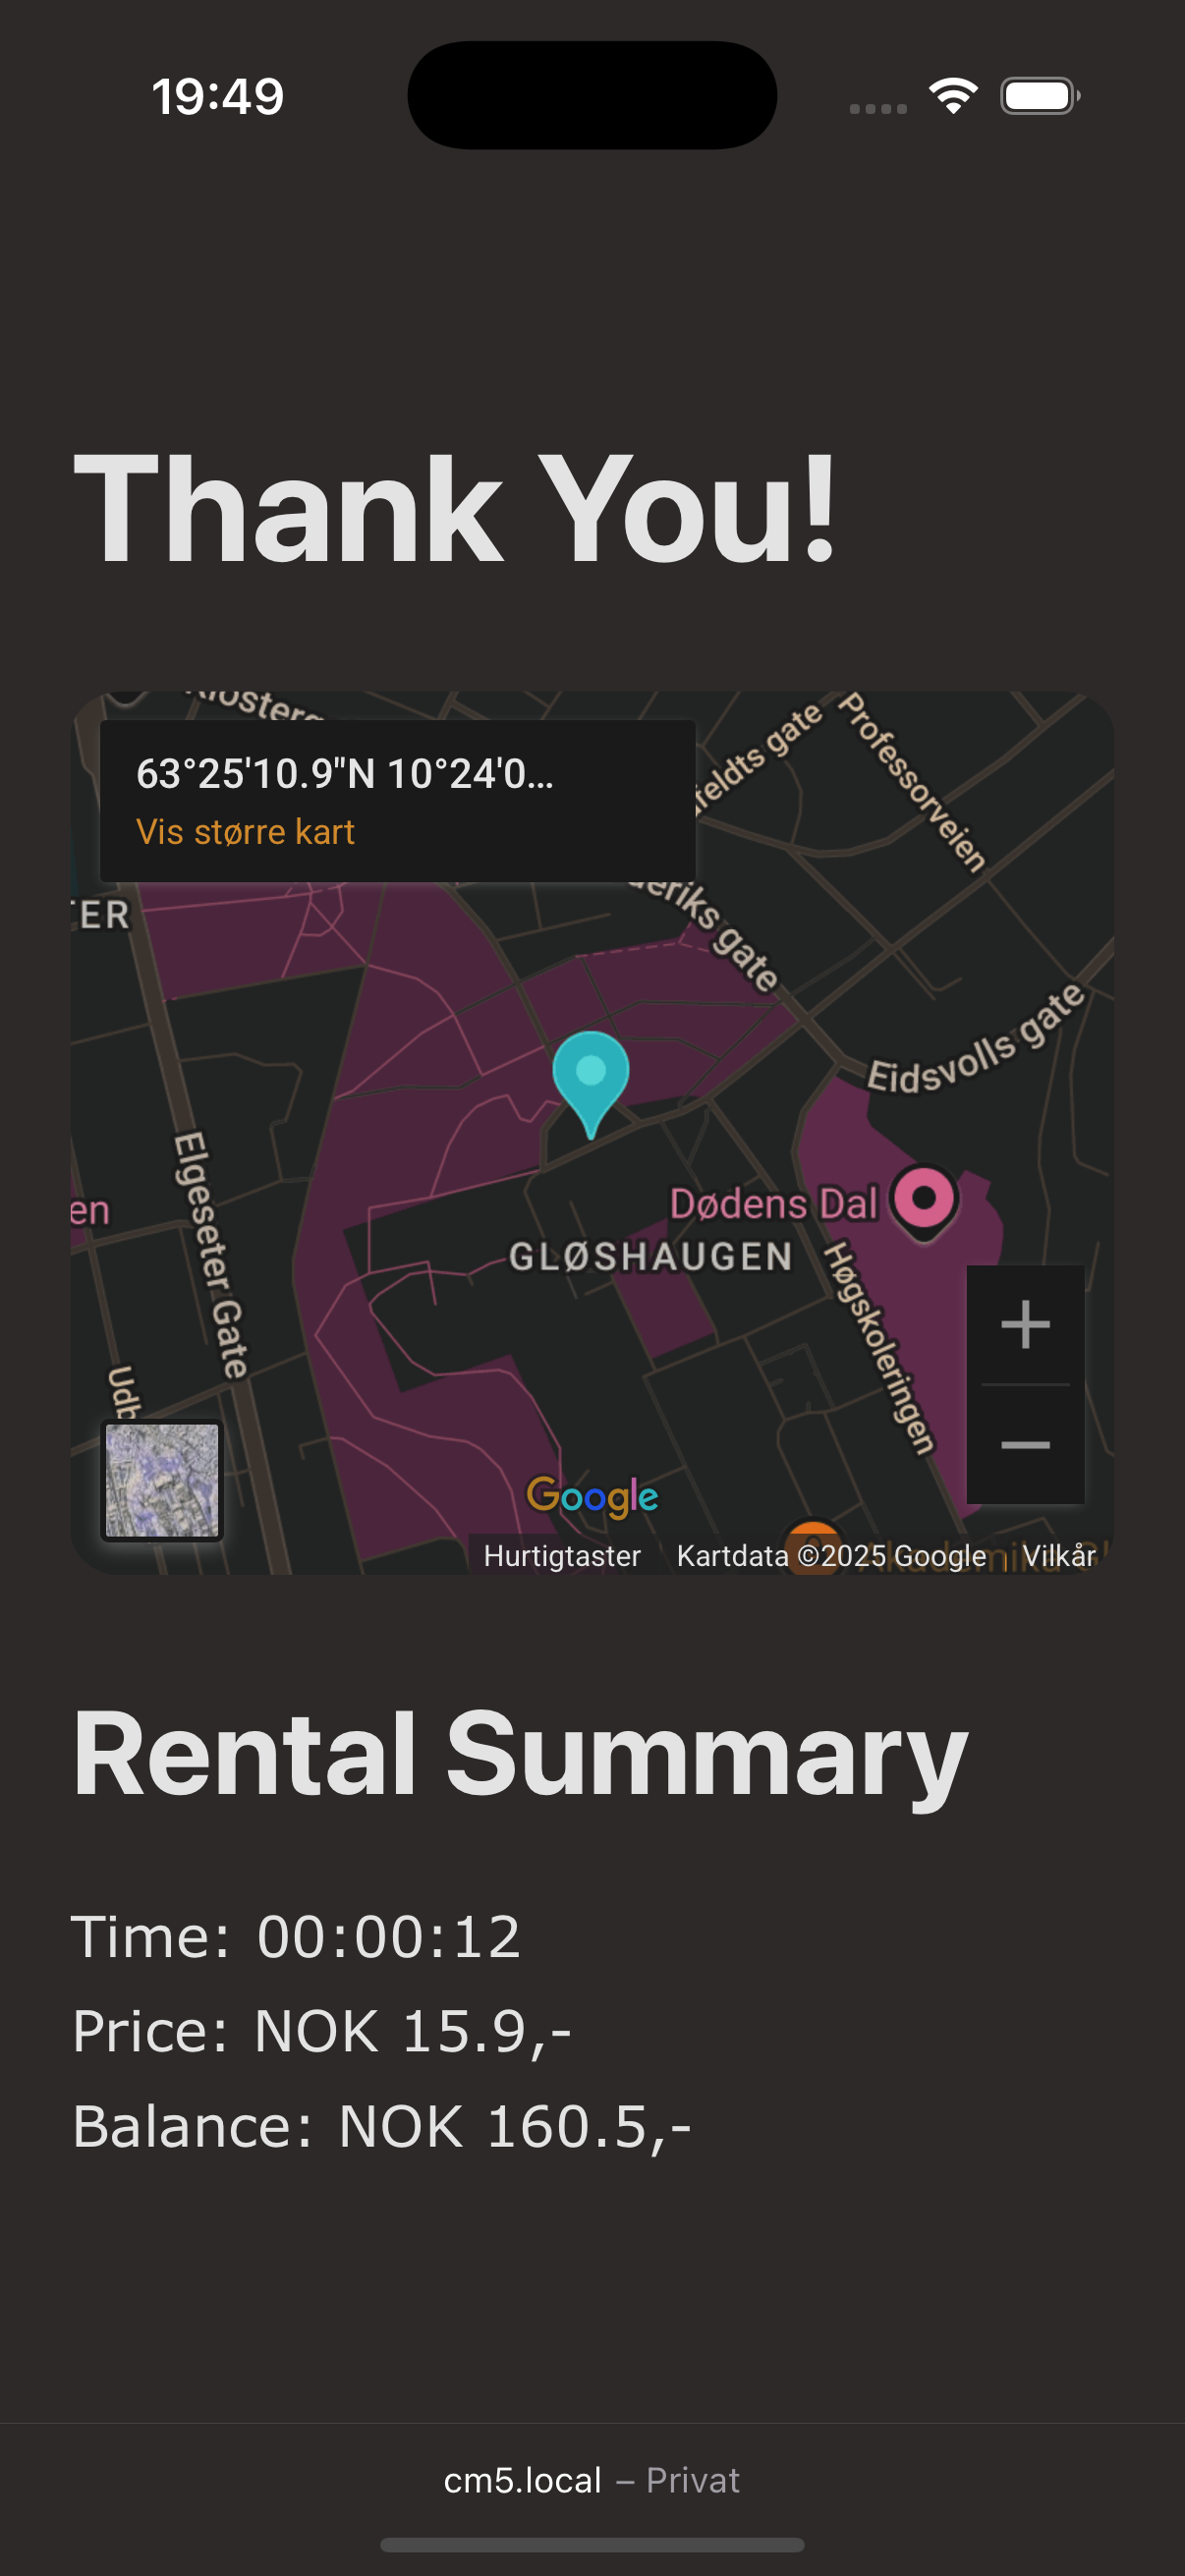 19:49
Thank You!
63°25'10.9"N 10°24'0...
Vis større kart
feldts gate
Professorveien
TER
deriks gate
Eidsvolls gate
Elgeseter Gate
en
Dødens Dal
GLØSHAUGEN
Høgskoleringen
Udb
Google
Hurtigtaster
Kartdata ©2025 Google
Vilkår
Rental Summary
Time: 00:00:12
Price: NOK 15.9,-
Balance: NOK 160.5,-
cm5.local – Privat